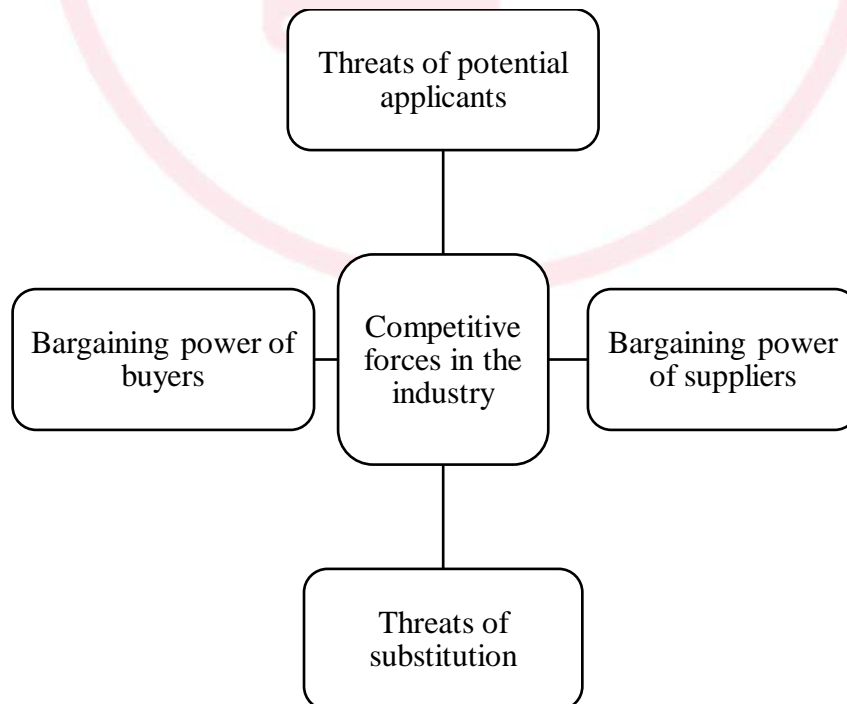 Threats of potential
applicants
Bargaining power of
buyers
Competitive
forces in the
industry
Bargaining power
of suppliers
Threats of
substitution